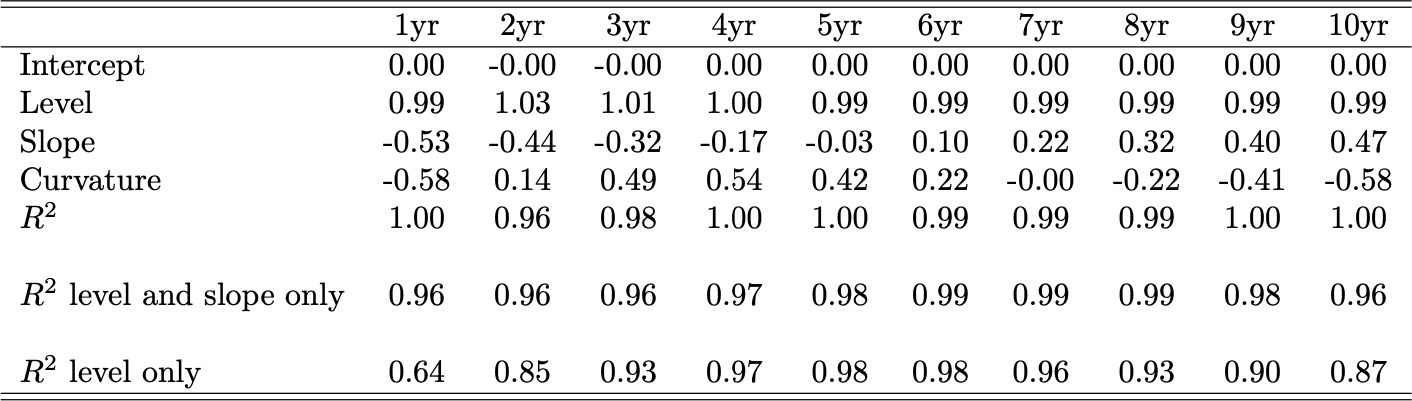 1yr 2yr 3yr 4yr 5yr 6yr 7yr 8yr 9yr 10yr
Intercept 0.00 -0.00 -0.00 0.00 0.00 0.00 0.00 0.00 0.00 0.00
Level 0.99 1.03 1.01 1.00 0.99 0.99 0.99 0.99 0.99 0.99
Slope -0.53 -0.44 -0.32 -0.17 -0.03 0.10 0.22 0.32 0.40 0.47
Curvature -0.58 0.14 0.49 0.54 0.42 0.22 -0.00 -0.22 -0.41 -0.58
R² 1.00 0.96 0.98 1.00 1.00 0.99 0.99 0.99 1.00 1.00
R² level and slope only 0.96 0.96 0.96 0.97 0.98 0.99 0.99 0.99 0.98 0.96
R² level only 0.64 0.85 0.93 0.97 0.98 0.98 0.96 0.93 0.90 0.87